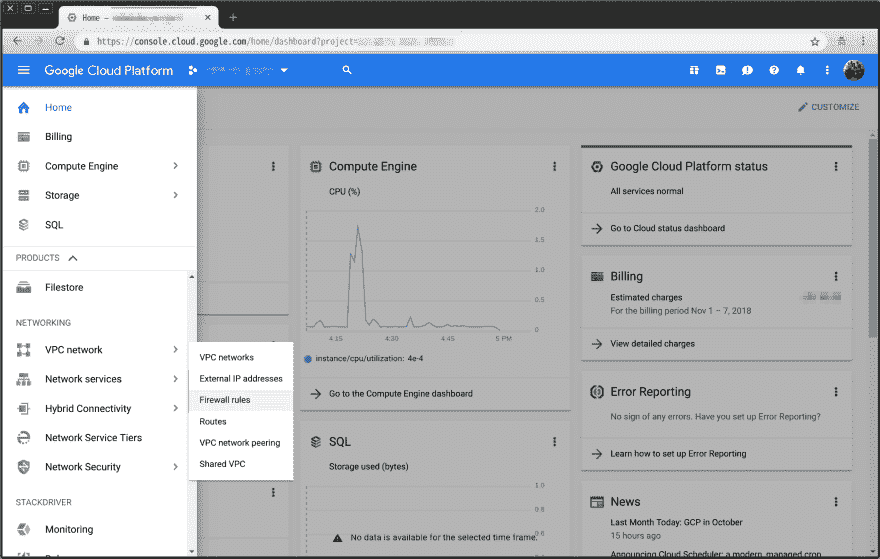 Home –
https://console.cloud.google.com/home/dashboard?project=
Google Cloud Platform
CUSTOMIZE
Home
Billing
Compute Engine
Storage
SQL
PRODUCTS
Filestore
NETWORKING
VPC network
Network services
Hybrid Connectivity
Network Service Tiers
Network Security
STACKDRIVER
Monitoring
VPC networks
External IP addresses
Firewall rules
Routes
VPC network peering
Shared VPC
Compute Engine
CPU (%)
2.0
1.5
1.0
0.5
0
4:15
4:30
4:45
5 PM
instance/cpu/utilization: 4e-4
Go to the Compute Engine dashboard
SQL
Storage used (bytes)
1.0
0.8
0.6
No data is available for the selected time frame.
Google Cloud Platform status
All services normal
Go to Cloud status dashboard
Billing
Estimated charges
For the billing period Nov 1 – 7, 2018
View detailed charges
Error Reporting
No sign of any errors. Have you set up Error Reporting?
Learn how to set up Error Reporting
News
Last Month Today: GCP in October
15 hours ago
Announcing Cloud Scheduler: a modern, managed cron